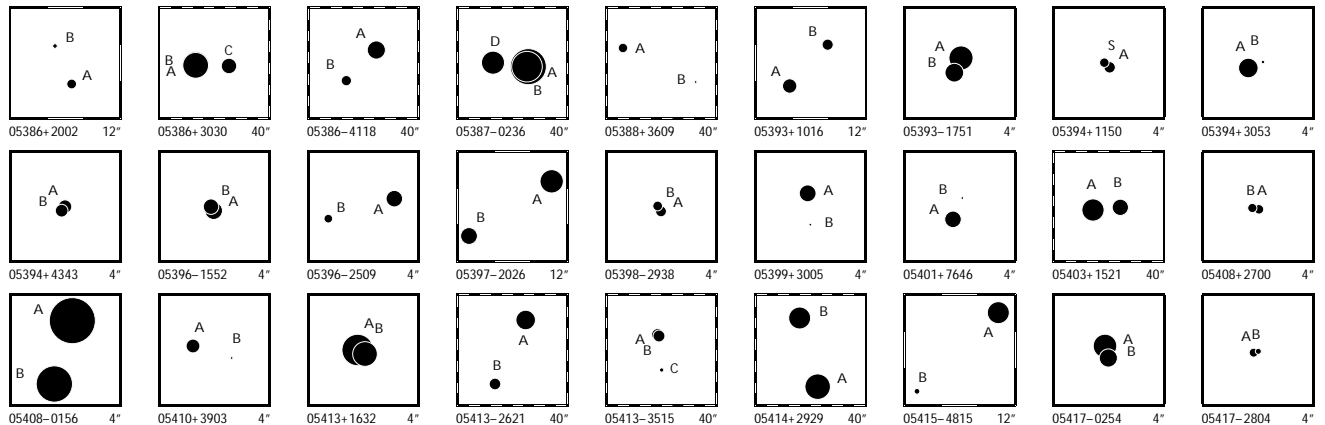 B
A
05386+2002 12″
B
A
C
05386+3030 40″
A
B
05386–4118 40″
D
A
B
05387–0236 40″
A
B
05388+3609 40″
B
A
05393+1016 12″
A
B
05393–1751 4″
S
A
05394+1150 4″
A B
05394+3053 4″
A
B
05394+4343 4″
B
A
05396–1552 4″
B
A
05396–2509 4″
A
B
05397–2026 12″
B
A
05398–2938 4″
A
B
05399+3005 4″
B
A
05401+7646 4″
A B
05403+1521 40″
B A
05408+2700 4″
A
B
05408–0156 4″
A
B
05410+3903 4″
A B
05413+1632 4″
A
B
05413–2621 40″
A
B
C
05413–3515 40″
B
A
05414+2929 40″
A
B
05415–4815 12″
A
B
05417–0254 4″
A B
05417–2804 4″